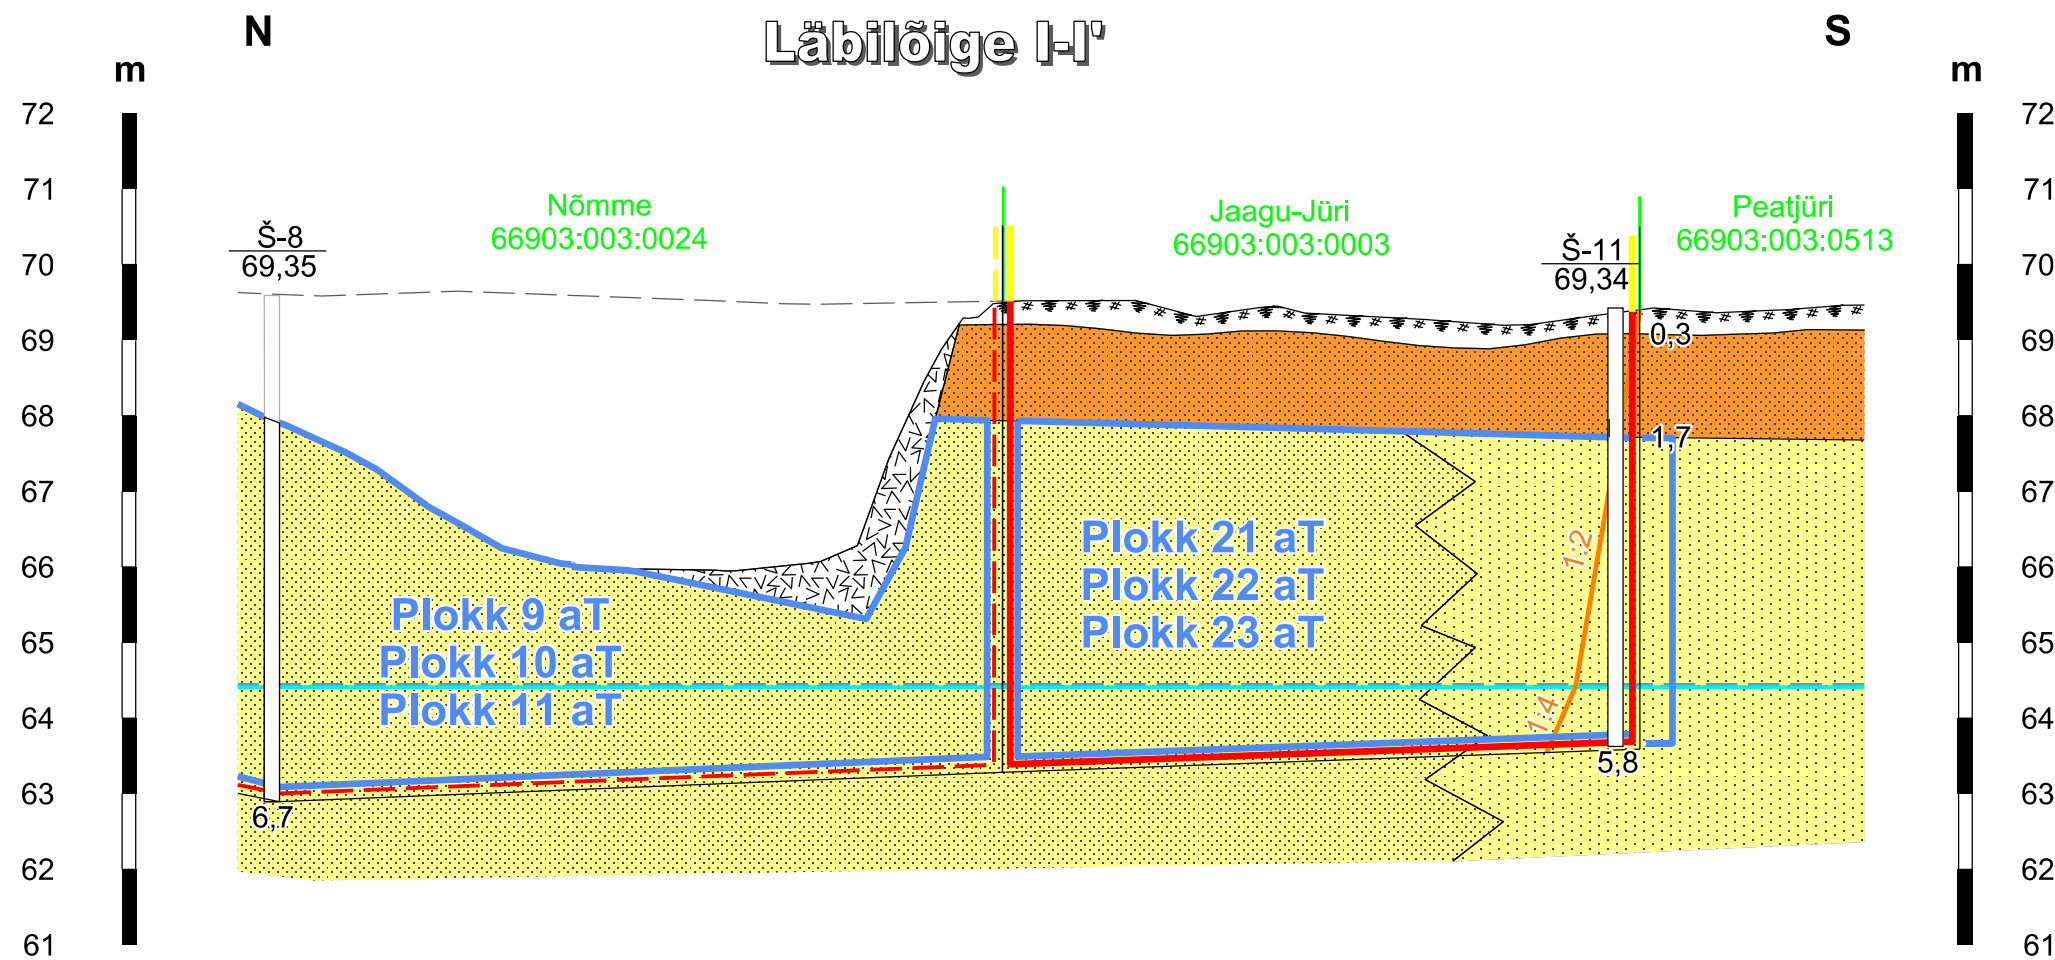 N
Läbilõige I-I'
S
m
m
72
71
70
69
68
67
66
65
64
63
62
61
72
71
70
69
68
67
66
65
64
63
62
61
Š-8
69,35
Nõmme
66903:003:0024
Jaagu-Jüri
66903:003:0003
Š-11
69,34
Peatjüri
66903:003:0513
0,3
1,7
Plokk 9 aT
Plokk 10 aT
Plokk 11 aT
Plokk 21 aT
Plokk 22 aT
Plokk 23 aT
1:2
1:4
5,8
6,7